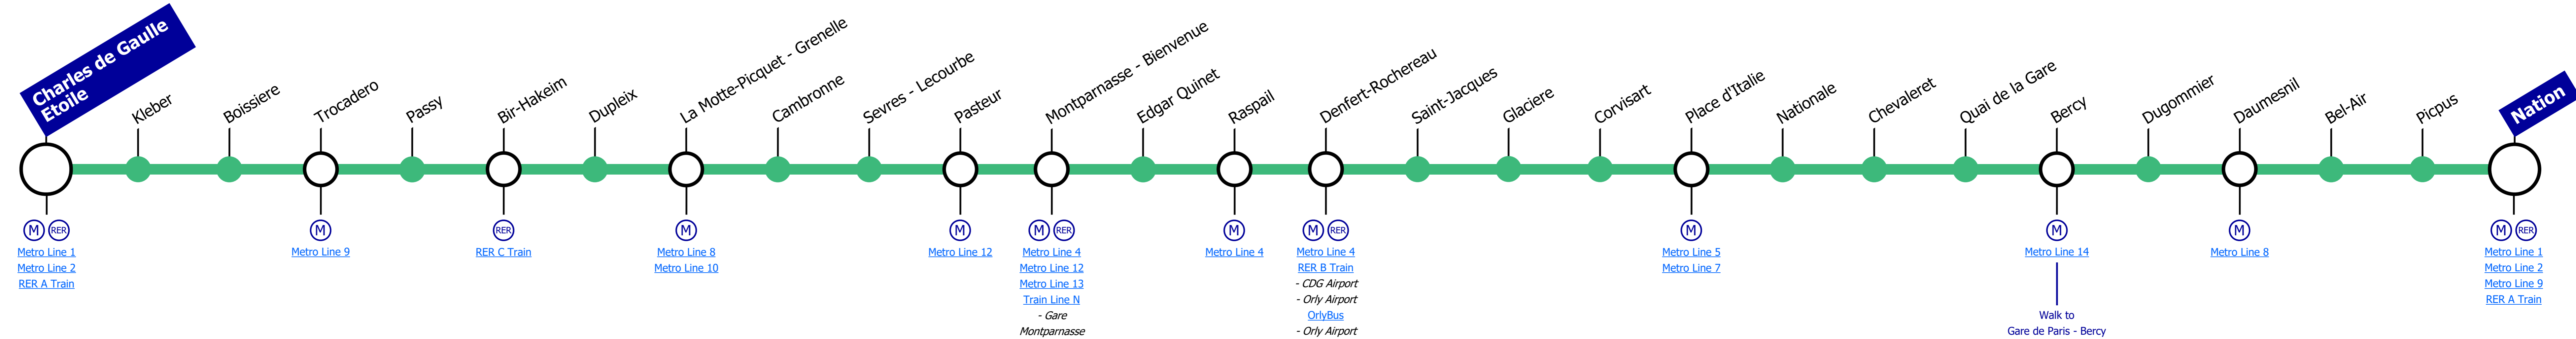 Charles de Gaulle
Etoile
Kleber
Boissiere
Trocadero
Passy
Bir-Hakeim
Dupleix
La Motte-Picquet - Grenelle
Cambronne
Sevres - Lecourbe
Pasteur
Montparnasse - Bienvenue
Edgar Quinet
Raspail
Denfert-Rochereau
Saint-Jacques
Glaciere
Corvisart
Place d'Italie
Nationale
Chevaleret
Quai de la Gare
Bercy
Dugommier
Daumesnil
Bel-Air
Picpus
Nation
M RER
Metro Line 1
Metro Line 2
RER A Train
M
Metro Line 9
RER
RER C Train
M
Metro Line 8
Metro Line 10
M
Metro Line 12
M RER
Metro Line 4
Metro Line 12
Metro Line 13
Train Line N
- Gare
Montparnasse
M
Metro Line 4
M RER
Metro Line 4
RER B Train
- CDG Airport
- Orly Airport
OrlyBus
- Orly Airport
M
Metro Line 5
Metro Line 7
M
Metro Line 14
Walk to
Gare de Paris - Bercy
M
Metro Line 8
M RER
Metro Line 1
Metro Line 2
Metro Line 9
RER A Train